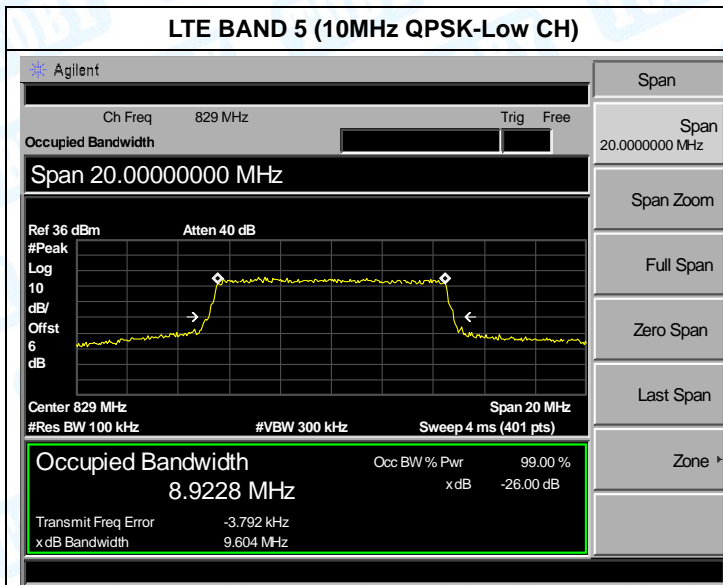 LTE BAND 5 (10MHz QPSK-Low CH)
Agilent
Span
Ch Freq 829 MHz Trig Free
Occupied Bandwidth
Span
20.0000000 MHz
Span 20.00000000 MHz
Span Zoom
Ref 36 dBm Atten 40 dB
#Peak
Log
10
dB/
Offst
6
dB
Full Span
Zero Span
Last Span
Center 829 MHz Span 20 MHz
#Res BW 100 kHz #VBW 300 kHz Sweep 4 ms (401 pts)
Occupied Bandwidth
8.9228 MHz
Occ BW % Pwr 99.00 %
x dB -26.00 dB
Zone
Transmit Freq Error -3.792 kHz
x dB Bandwidth 9.604 MHz